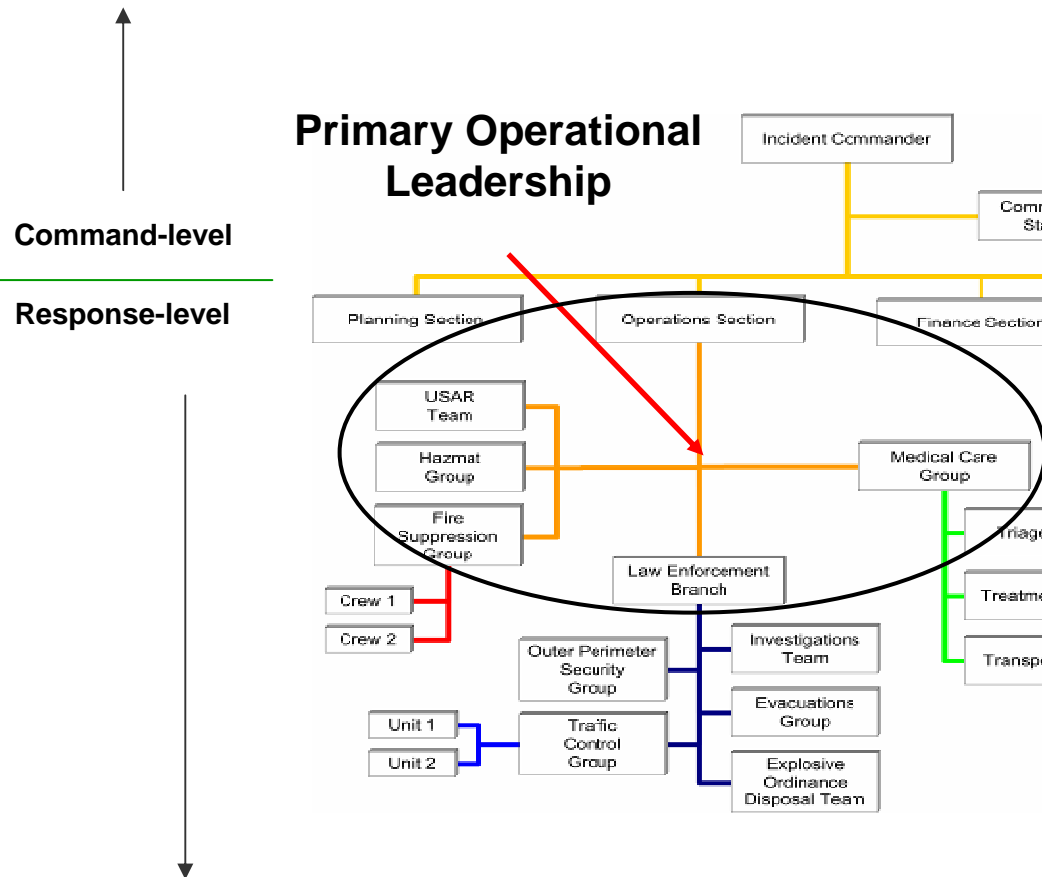 Primary Operational
Leadership
Incident Commander
Command-level
Response-level
Planning Section
Operations Section
Finance Section
USAR
Team
Hazmat
Group
Fire
Suppression
Group
Medical Care
Group
Law Enforcement
Branch
Crew 1
Crew 2
Outer Perimeter
Security
Group
Investigations
Team
Unit 1
Unit 2
Traffic
Control
Group
Evacuations
Group
Explosive
Ordinance
Disposal Team
Triage